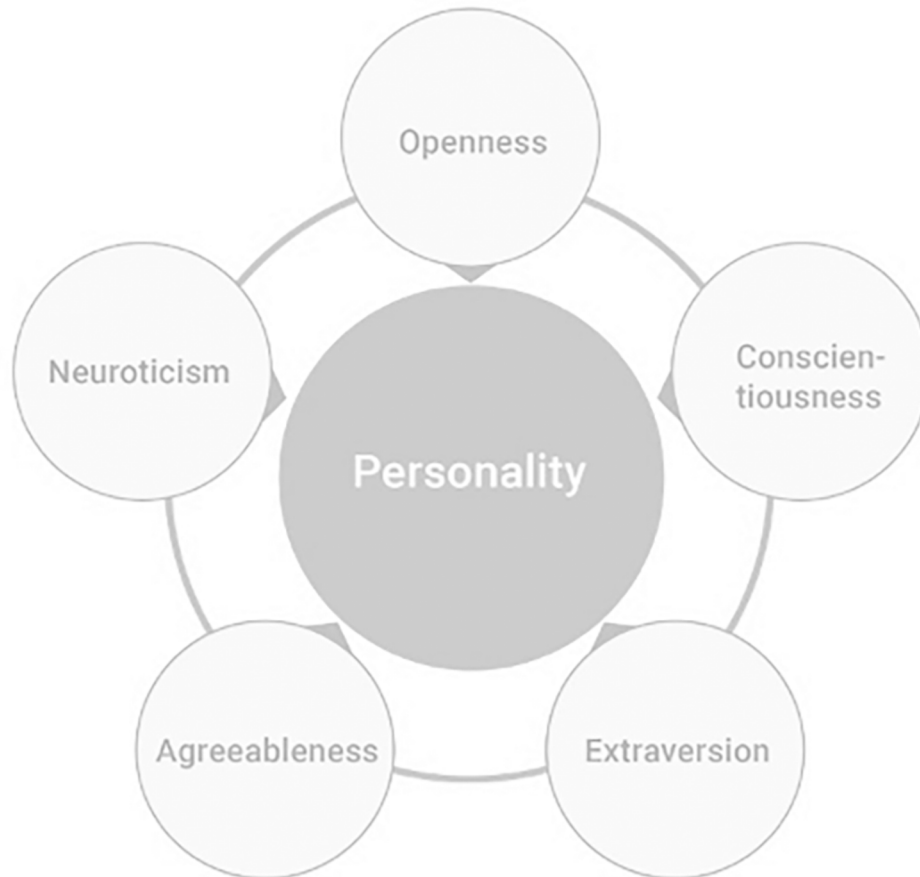 Openness
Conscien-
tiousness
Extraversion
Agreeableness
Neuroticism
Personality